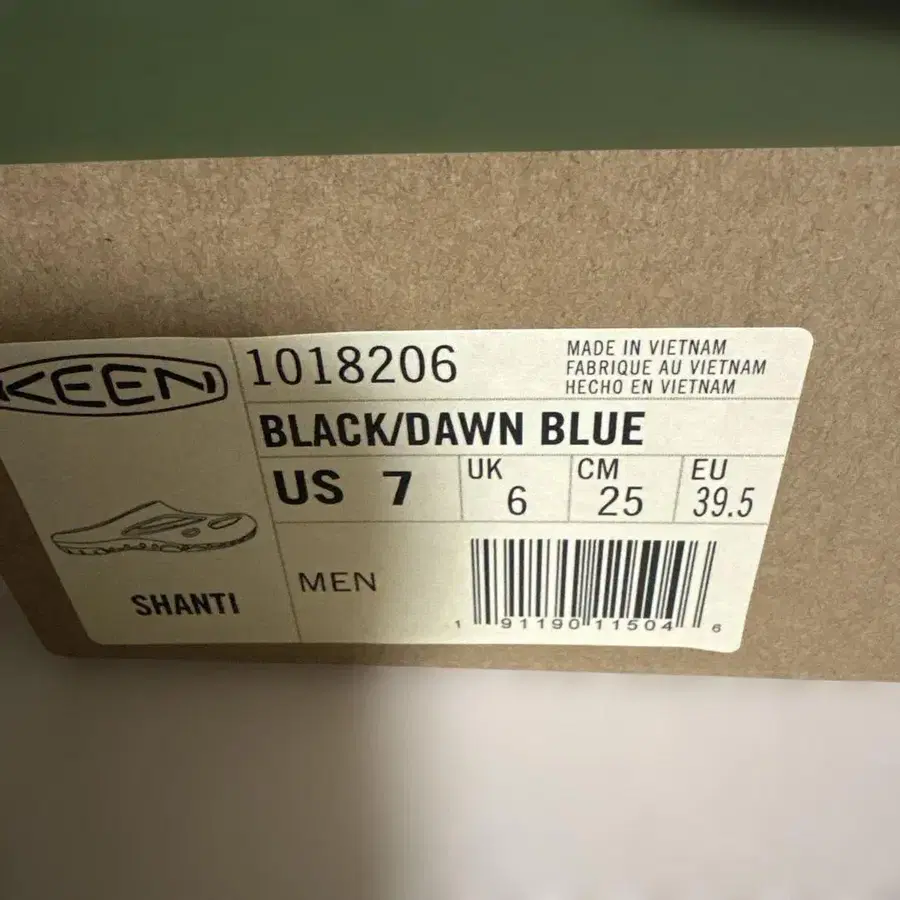 KEEN
1018206
MADE IN VIETNAM
FABRIQUE AU VIETNAM
HECHO EN VIETNAM
BLACK/DAWN BLUE
US 7
UK 6
CM 25
EU 39.5
SHANTI
MEN
1 91190 11504 6